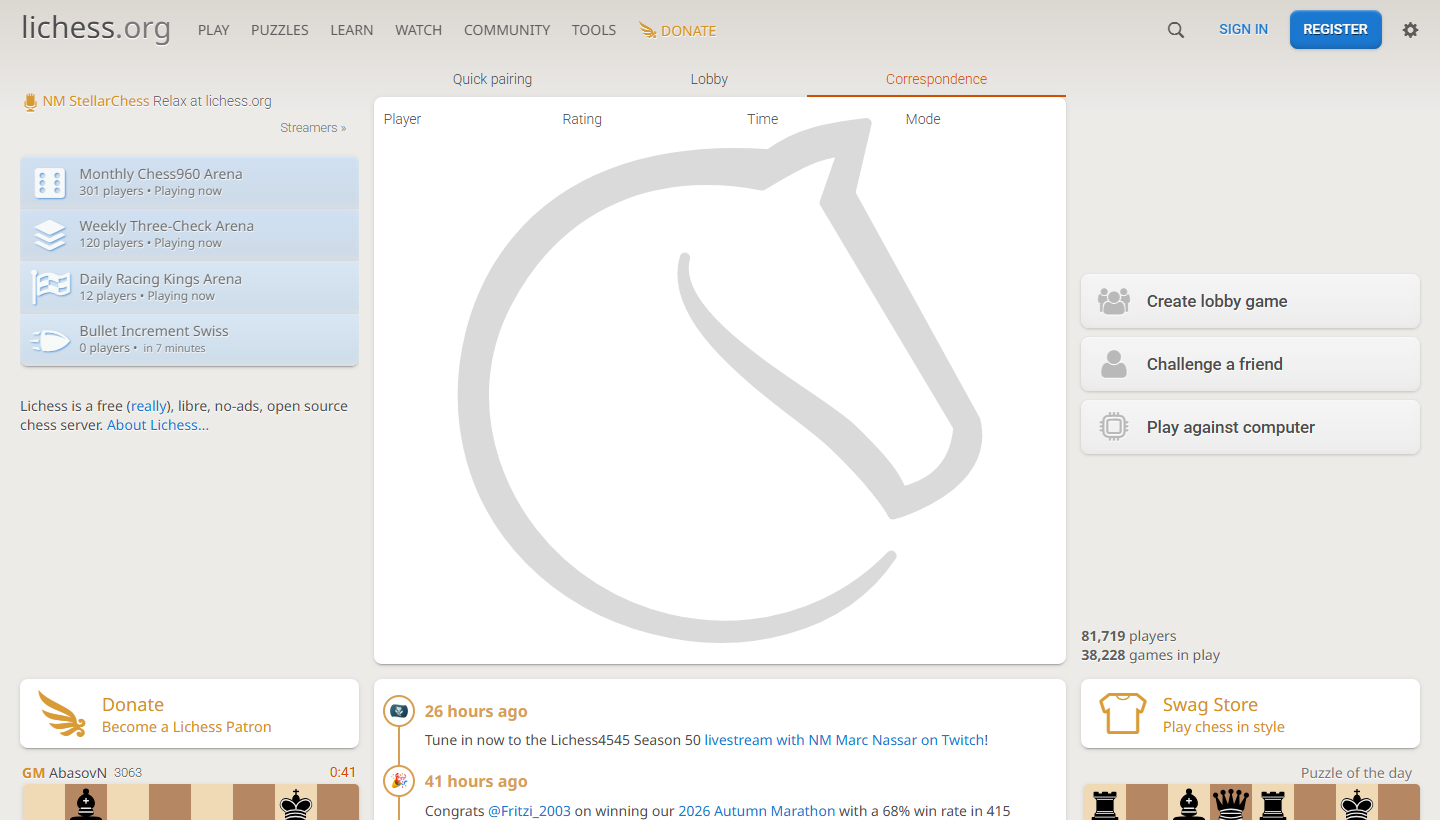 lichess.org
PLAY PUZZLES LEARN WATCH COMMUNITY TOOLS DONATE
SIGN IN REGISTER
Quick pairing Lobby Correspondence
NM StellarChess Relax at lichess.org
Streamers »
Monthly Chess960 Arena
301 players • Playing now
Weekly Three-Check Arena
120 players • Playing now
Daily Racing Kings Arena
12 players • Playing now
Bullet Increment Swiss
0 players • in 7 minutes
Lichess is a free (really), libre, no-ads, open source
chess server. About Lichess...
Player Rating Time Mode
Create lobby game
Challenge a friend
Play against computer
81,719 players
38,228 games in play
Donate
Become a Lichess Patron
26 hours ago
Tune in now to the Lichess4545 Season 50 livestream with NM Marc Nassar on Twitch!
41 hours ago
Congrats @Fritzi_2003 on winning our 2026 Autumn Marathon with a 68% win rate in 415
Swag Store
Play chess in style
GM AbasovN 3063 0:41
Puzzle of the day